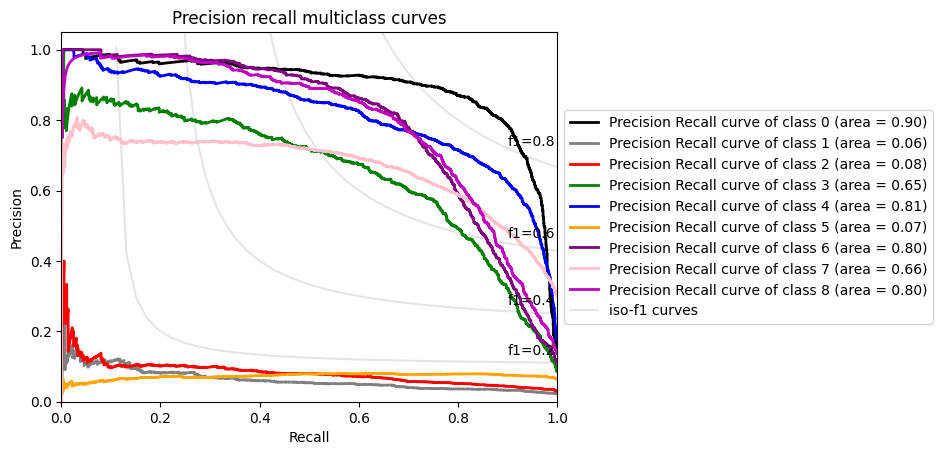 Precision recall multiclass curves
1.0
0.8
0.6
0.4
0.2
0.0
Precision
f1=0.8
f1=0.6
f1=0.4
f1=0.2
0.0 0.2 0.4 0.6 0.8 1.0
Recall
Precision Recall curve of class 0 (area = 0.90)
Precision Recall curve of class 1 (area = 0.06)
Precision Recall curve of class 2 (area = 0.08)
Precision Recall curve of class 3 (area = 0.65)
Precision Recall curve of class 4 (area = 0.81)
Precision Recall curve of class 5 (area = 0.07)
Precision Recall curve of class 6 (area = 0.80)
Precision Recall curve of class 7 (area = 0.66)
Precision Recall curve of class 8 (area = 0.80)
iso-f1 curves